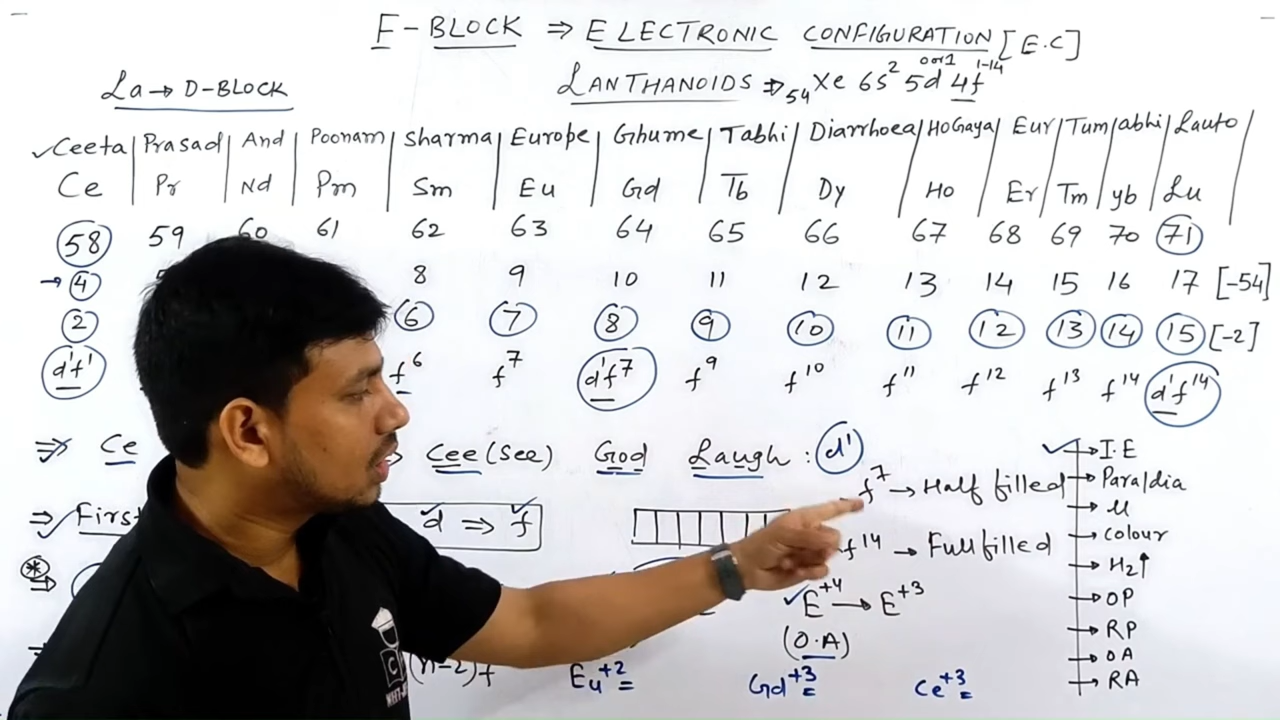 F-BLOCK ⇒ ELECTRONIC CONFIGURATION [E.C]
La → D-BLOCK
LANTHANOIDS ⇒ ₅₄Xe 6s² 5d⁰ ᵒʳ ¹ 4f¹⁻¹⁴
✓Ceeta | Prasad | And | Poonam | Sharma | Europe | Ghume | Tabhi | Diarrhoea | HoGaya | Eur | Tum | abhi | Lauto
Ce | Pr | Nd | Pm | Sm | Eu | Gd | Tb | Dy | Ho | Er | Tm | yb | Lu
58 59 60 61 62 63 64 65 66 67 68 69 70 71
→ 4 8 9 10 11 12 13 14 15 16 17 [-54]
2 6 7 8 9 10 11 12 13 14 15 [-2]
d¹f¹ f⁶ f⁷ d¹f⁷ f⁹ f¹⁰ f¹¹ f¹² f¹³ f¹⁴ d¹f¹⁴
⇒ Ce Cee (See) God Laugh : d¹
f⁷ → Half filled
⇒ ✓First d ⇒ f
f¹⁴ → Fullfilled
✓E⁺⁴ → E⁺³
(O.A)
(n-2)f Eu⁺² Gd⁺³ Ce⁺³
✓ → I.E
→ Para/dia
→ μ
→ colour
→ H₂↑
→ OP
→ RP
→ OA
→ RA